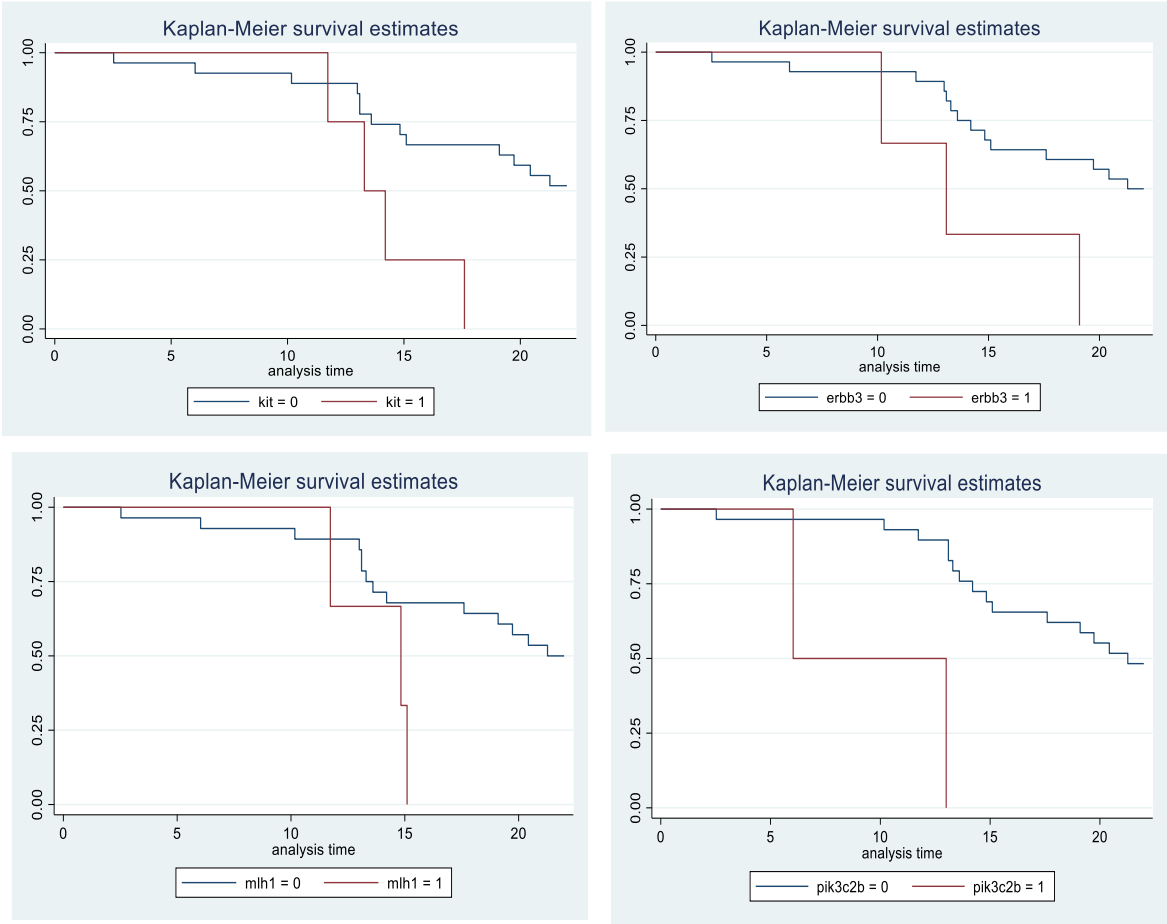 Kaplan-Meier survival estimates
1.00
0.75
0.50
0.25
0.00
0 5 10 15 20
analysis time
kit = 0 kit = 1
Kaplan-Meier survival estimates
1.00
0.75
0.50
0.25
0.00
0 5 10 15 20
analysis time
erbb3 = 0 erbb3 = 1
Kaplan-Meier survival estimates
1.00
0.75
0.50
0.25
0.00
0 5 10 15 20
analysis time
mlh1 = 0 mlh1 = 1
Kaplan-Meier survival estimates
1.00
0.75
0.50
0.25
0.00
0 5 10 15 20
analysis time
pik3c2b = 0 pik3c2b = 1